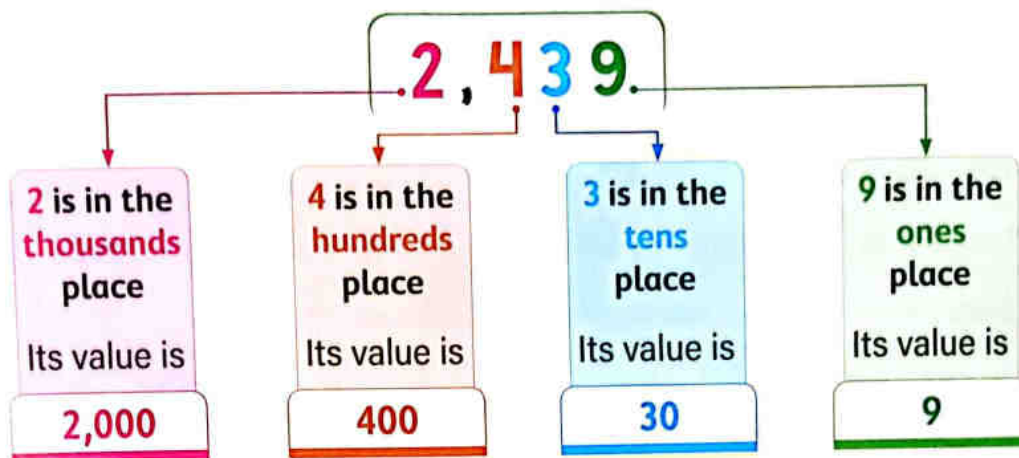 2,439
2 is in the
thousands
place
Its value is
2,000
4 is in the
hundreds
place
Its value is
400
3 is in the
tens
place
Its value is
30
9 is in the
ones
place
Its value is
9